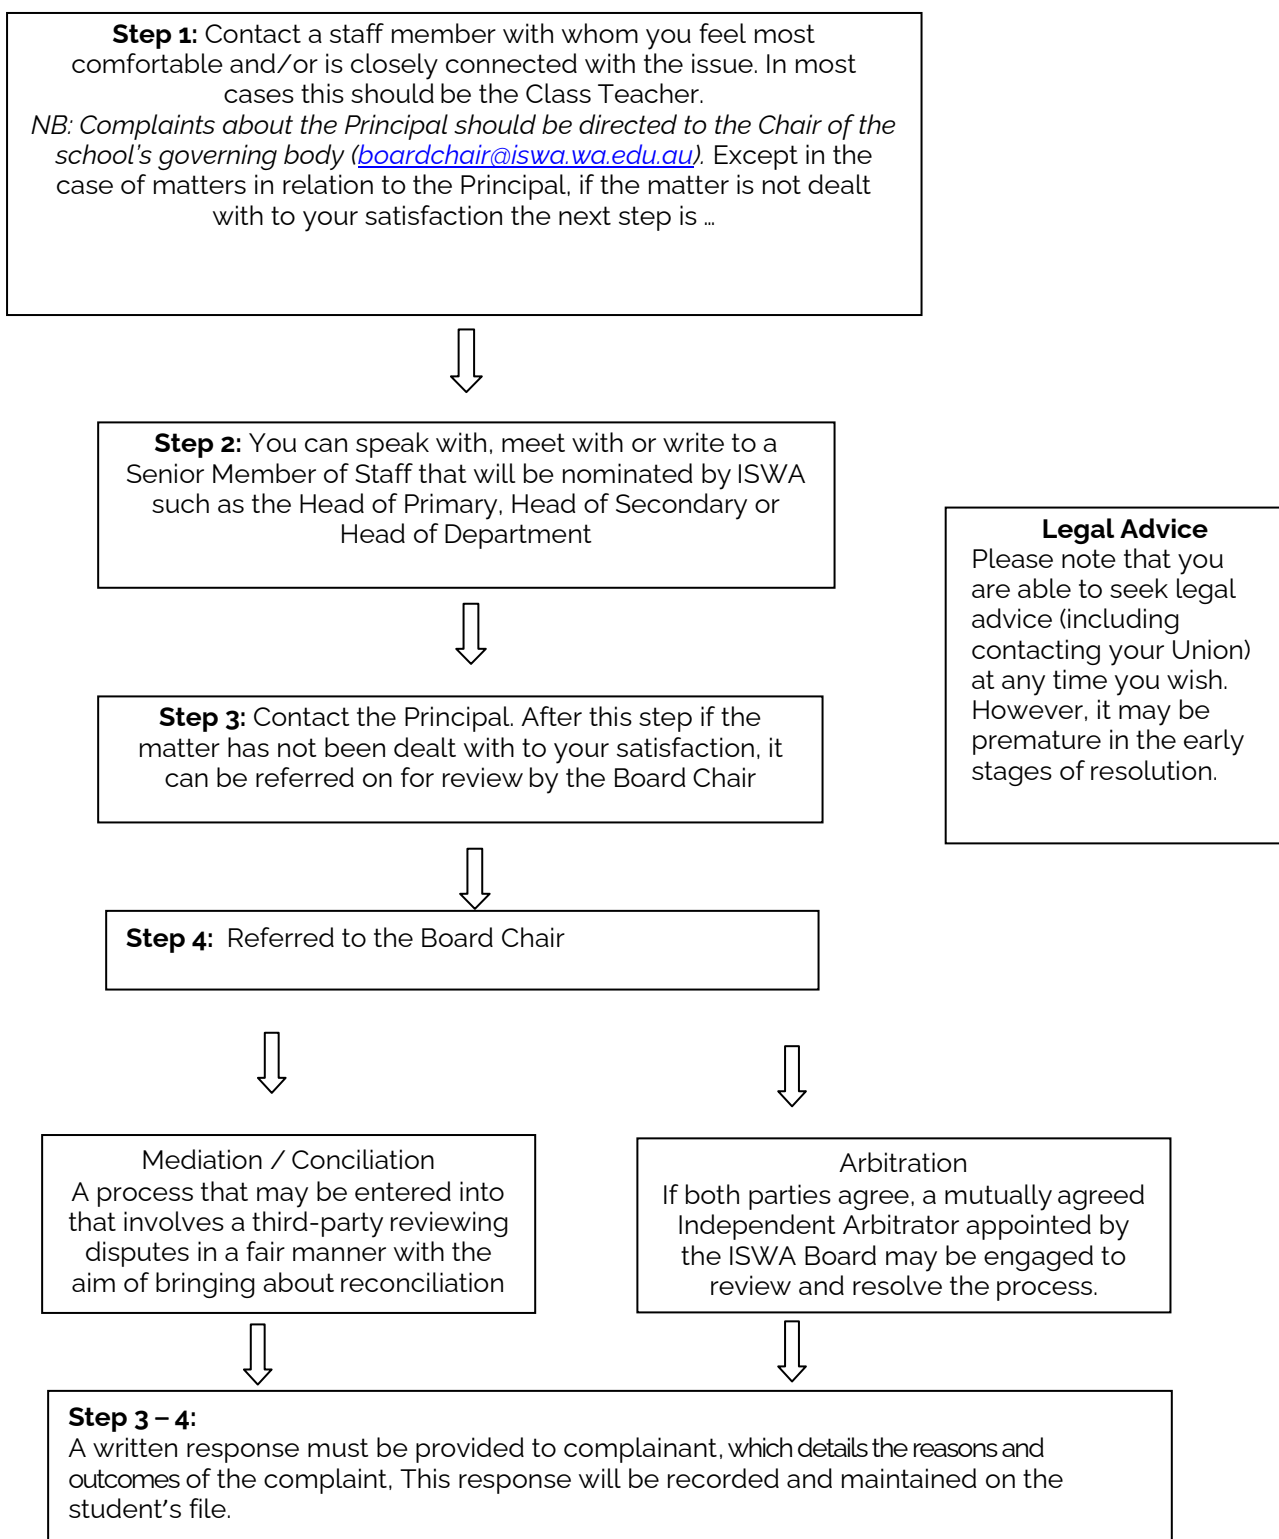 Step 1: Contact a staff member with whom you feel most
comfortable and/or is closely connected with the issue. In most
cases this should be the Class Teacher.
NB: Complaints about the Principal should be directed to the Chair of the
school's governing body (boardchair@iswa.wa.edu.au). Except in the
case of matters in relation to the Principal, if the matter is not dealt
with to your satisfaction the next step is …
Step 2: You can speak with, meet with or write to a
Senior Member of Staff that will be nominated by ISWA
such as the Head of Primary, Head of Secondary or
Head of Department
Legal Advice
Please note that you
are able to seek legal
advice (including
contacting your Union)
at any time you wish.
However, it may be
premature in the early
stages of resolution.
Step 3: Contact the Principal. After this step if the
matter has not been dealt with to your satisfaction, it
can be referred on for review by the Board Chair
Step 4: Referred to the Board Chair
Mediation / Conciliation
A process that may be entered into
that involves a third-party reviewing
disputes in a fair manner with the
aim of bringing about reconciliation
Arbitration
If both parties agree, a mutually agreed
Independent Arbitrator appointed by
the ISWA Board may be engaged to
review and resolve the process.
Step 3 – 4:
A written response must be provided to complainant, which details the reasons and
outcomes of the complaint, This response will be recorded and maintained on the
student's file.